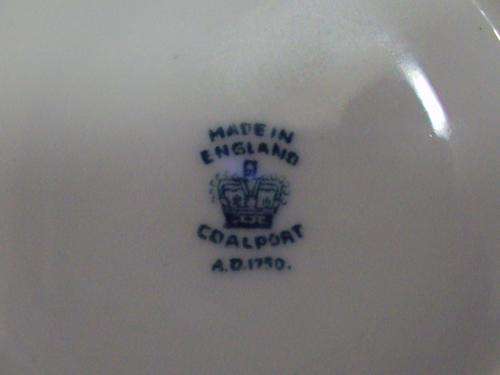 MADE IN
ENGLAND
COALPORT
A.D.1750.